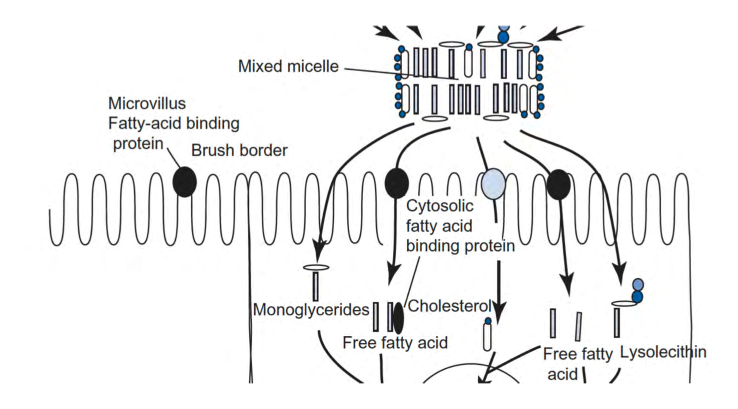 Mixed micelle
Microvillus
Fatty-acid binding
protein
Brush border
Cytosolic
fatty acid
binding protein
Monoglycerides
Cholesterol
Free fatty acid
Free fatty
acid
Lysolecithin